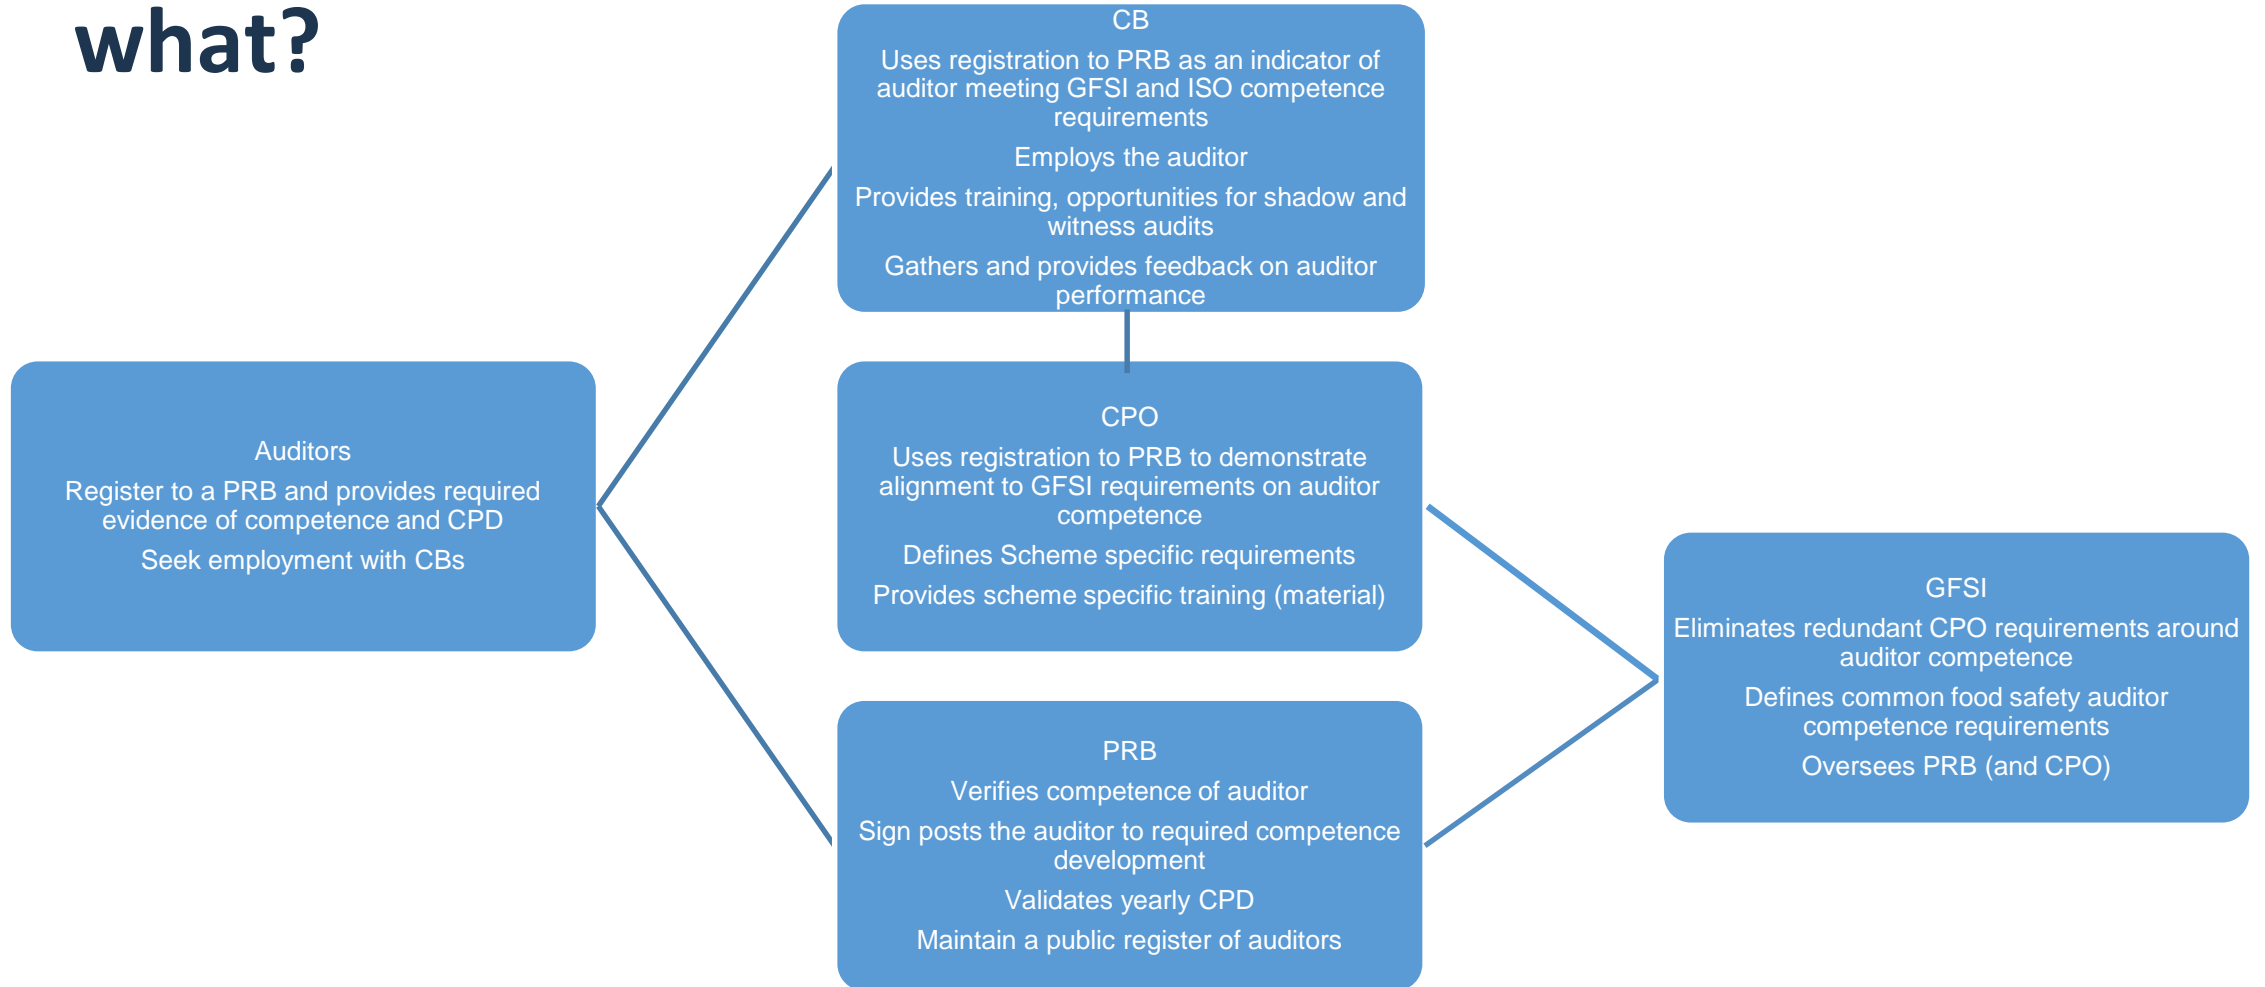 what?
CB
Uses registration to PRB as an indicator of
auditor meeting GFSI and ISO competence
requirements
Employs the auditor
Provides training, opportunities for shadow and
witness audits
Gathers and provides feedback on auditor
performance
Auditors
Register to a PRB and provides required
evidence of competence and CPD
Seek employment with CBs
CPO
Uses registration to PRB to demonstrate
alignment to GFSI requirements on auditor
competence
Defines Scheme specific requirements
Provides scheme specific training (material)
PRB
Verifies competence of auditor
Sign posts the auditor to required competence
development
Validates yearly CPD
Maintain a public register of auditors
GFSI
Eliminates redundant CPO requirements around
auditor competence
Defines common food safety auditor
competence requirements
Oversees PRB (and CPO)